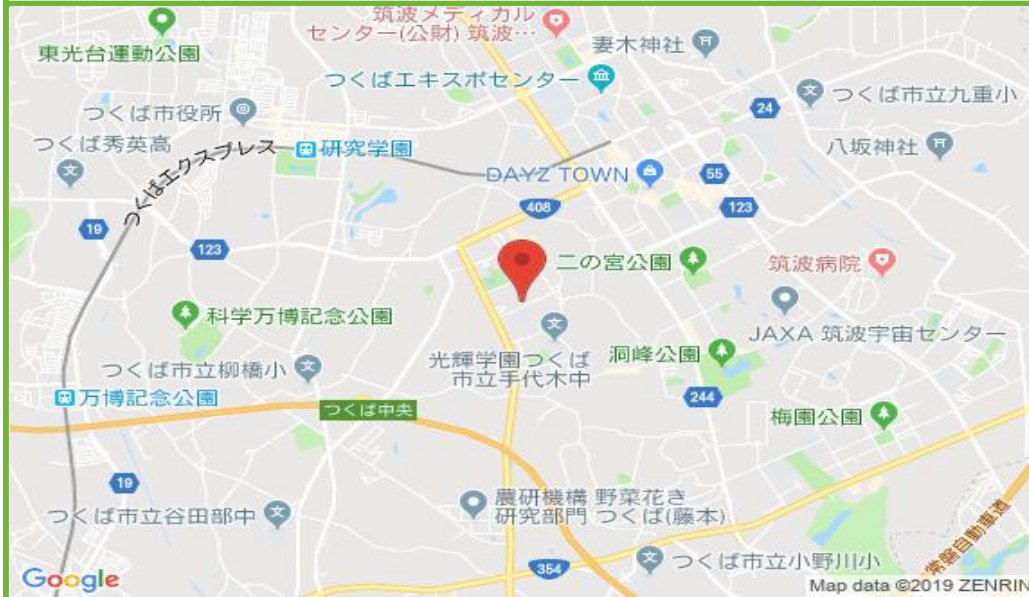 筑波メディカル
センター(公財) 筑波…
東光台運動公園
妻木神社
つくばエキスポセンター
つくば市立九重小
つくば市役所
24
つくば秀英高
つくばエクスプレス
研究学園
八坂神社
DAYZ TOWN
55
408
123
19
123
二の宮公園
筑波病院
科学万博記念公園
JAXA 筑波宇宙センター
光輝学園つくば
市立手代木中
洞峰公園
つくば市立柳橋小
万博記念公園
つくば中央
244
梅園公園
19
農研機構 野菜花き
研究部門 つくば(藤本)
つくば市立谷田部中
常磐自動車道
354
つくば市立小野川小
Google
Map data ©2019 ZENRIN